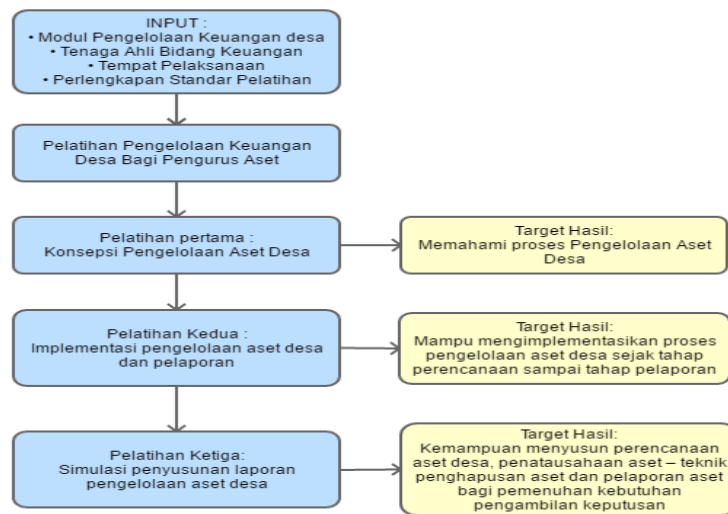 INPUT :
• Modul Pengelolaan Keuangan desa
• Tenaga Ahli Bidang Keuangan
• Tempat Pelaksanaan
• Perlengkapan Standar Pelatihan
Pelatihan Pengelolaan Keuangan
Desa Bagi Pengurus Aset
Pelatihan pertama :
Konsepsi Pengelolaan Aset Desa
Target Hasil:
Memahami proses Pengelolaan Aset
Desa
Pelatihan Kedua :
Implementasi pengelolaan aset desa
dan pelaporan
Target Hasil:
Mampu mengimplementasikan proses
pengelolaan aset desa sejak tahap
perencanaan sampai tahap pelaporan
Pelatihan Ketiga:
Simulasi penyusunan laporan
pengelolaan aset desa
Target Hasil:
Kemampuan menyusun perencanaan
aset desa, penatausahaan aset – teknik
penghapusan aset dan pelaporan aset
bagi pemenuhan kebutuhan
pengambilan keputusan